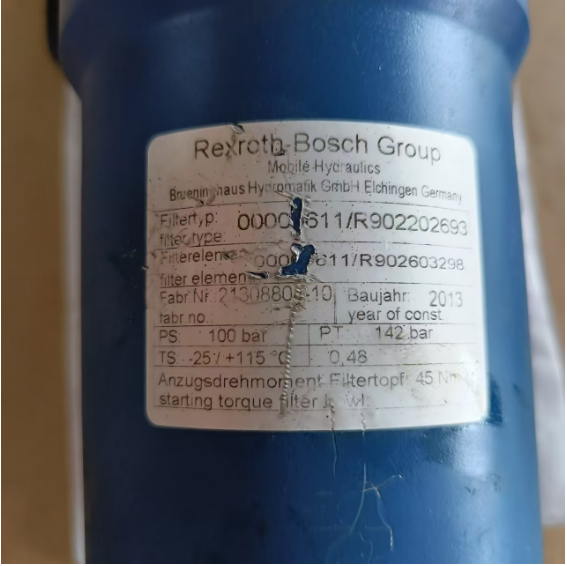 Rexroth-Bosch Group
Mobile Hydraulics
Brueninghaus Hydromatik GmbH Elchingen Germany
Filtertyp: 611/R902202693
filter type:
611/R902603298
filter element
Fabr.Nr. Baujahr: 2013
fabr no. year of const.
PS: 100 bar PT 142 bar
TS -25 / +115 °C 0,48
Anzugsdrehmoment Filtertopf: 45
starting torque filter